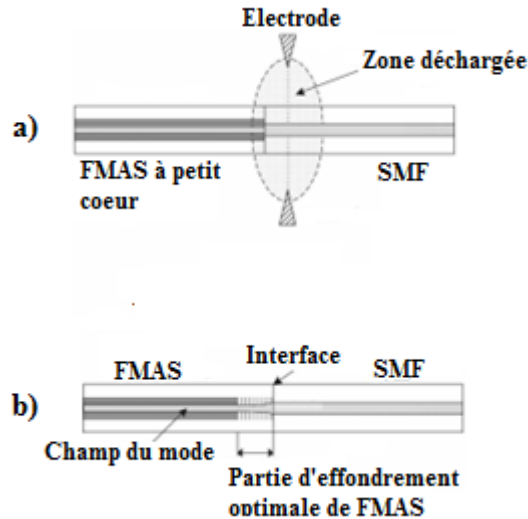 Electrode
Zone déchargée
a)
FMAS à petit
coeur
SMF
Interface
FMAS
SMF
b)
Champ du mode
Partie d'effondrement
optimale de FMAS